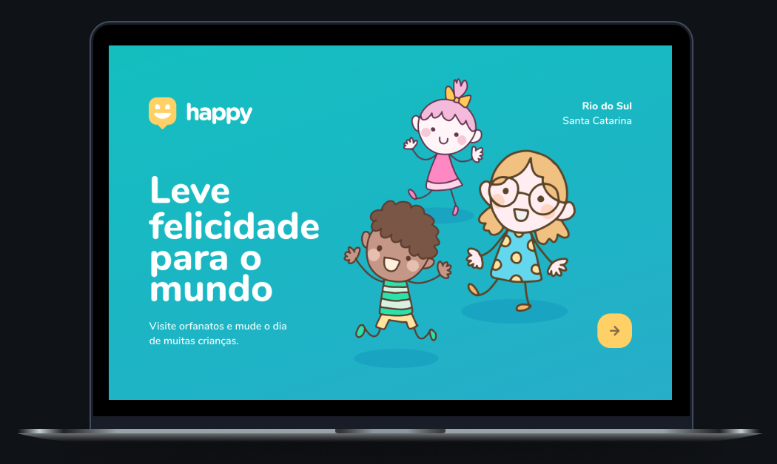 happy
Rio do Sul
Santa Catarina
Leve
felicidade
para o
mundo
Visite orfanatos e mude o dia
de muitas crianças.